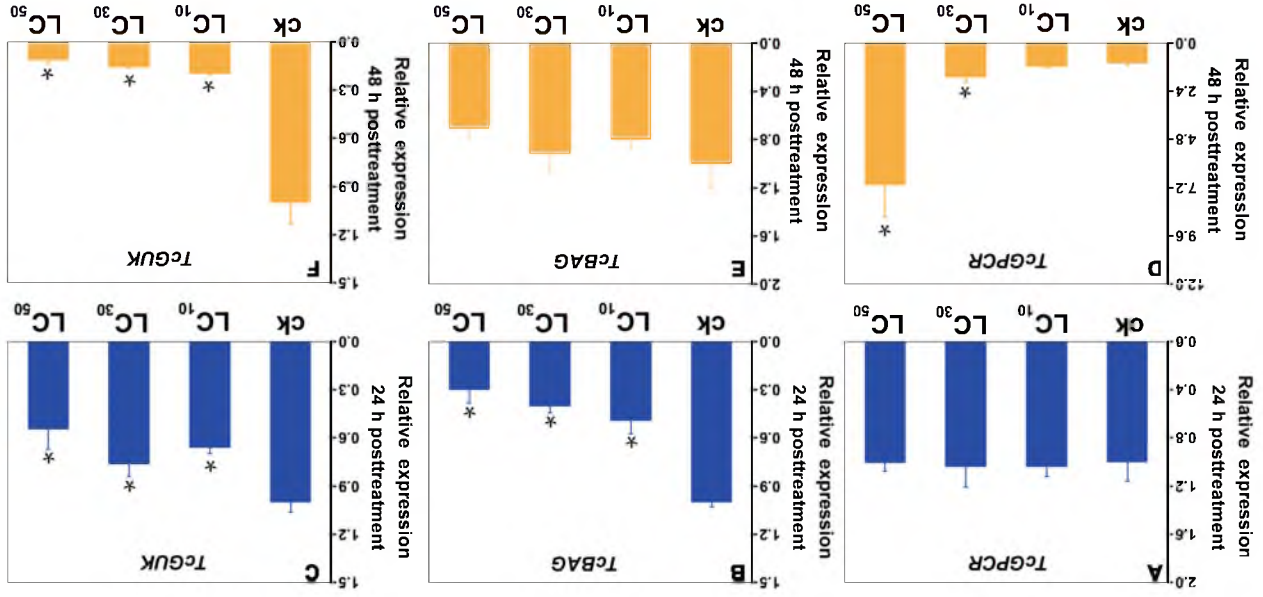 A
TcGPCR
Relative expression
24 h posttreatment
2.0
1.6
1.2
0.8
0.4
0.0
ck
LC10
LC30
LC50
*
B
TcBAG
Relative expression
24 h posttreatment
1.5
1.2
0.9
0.6
0.3
0.0
* * *
ck
LC10
LC30
LC50
C
TcGUK
Relative expression
24 h posttreatment
1.5
1.2
0.9
0.6
0.3
0.0
* * *
ck
LC10
LC30
LC50
D
TcGPCR
Relative expression
48 h posttreatment
12.0
9.6
7.2
4.8
2.4
0.0
* *
ck
LC10
LC30
LC50
E
TcBAG
Relative expression
48 h posttreatment
2.0
1.6
1.2
0.8
0.4
0.0
ck
LC10
LC30
LC50
F
TcGUK
Relative expression
48 h posttreatment
1.5
1.2
0.9
0.6
0.3
0.0
* * *
ck
LC10
LC30
LC50